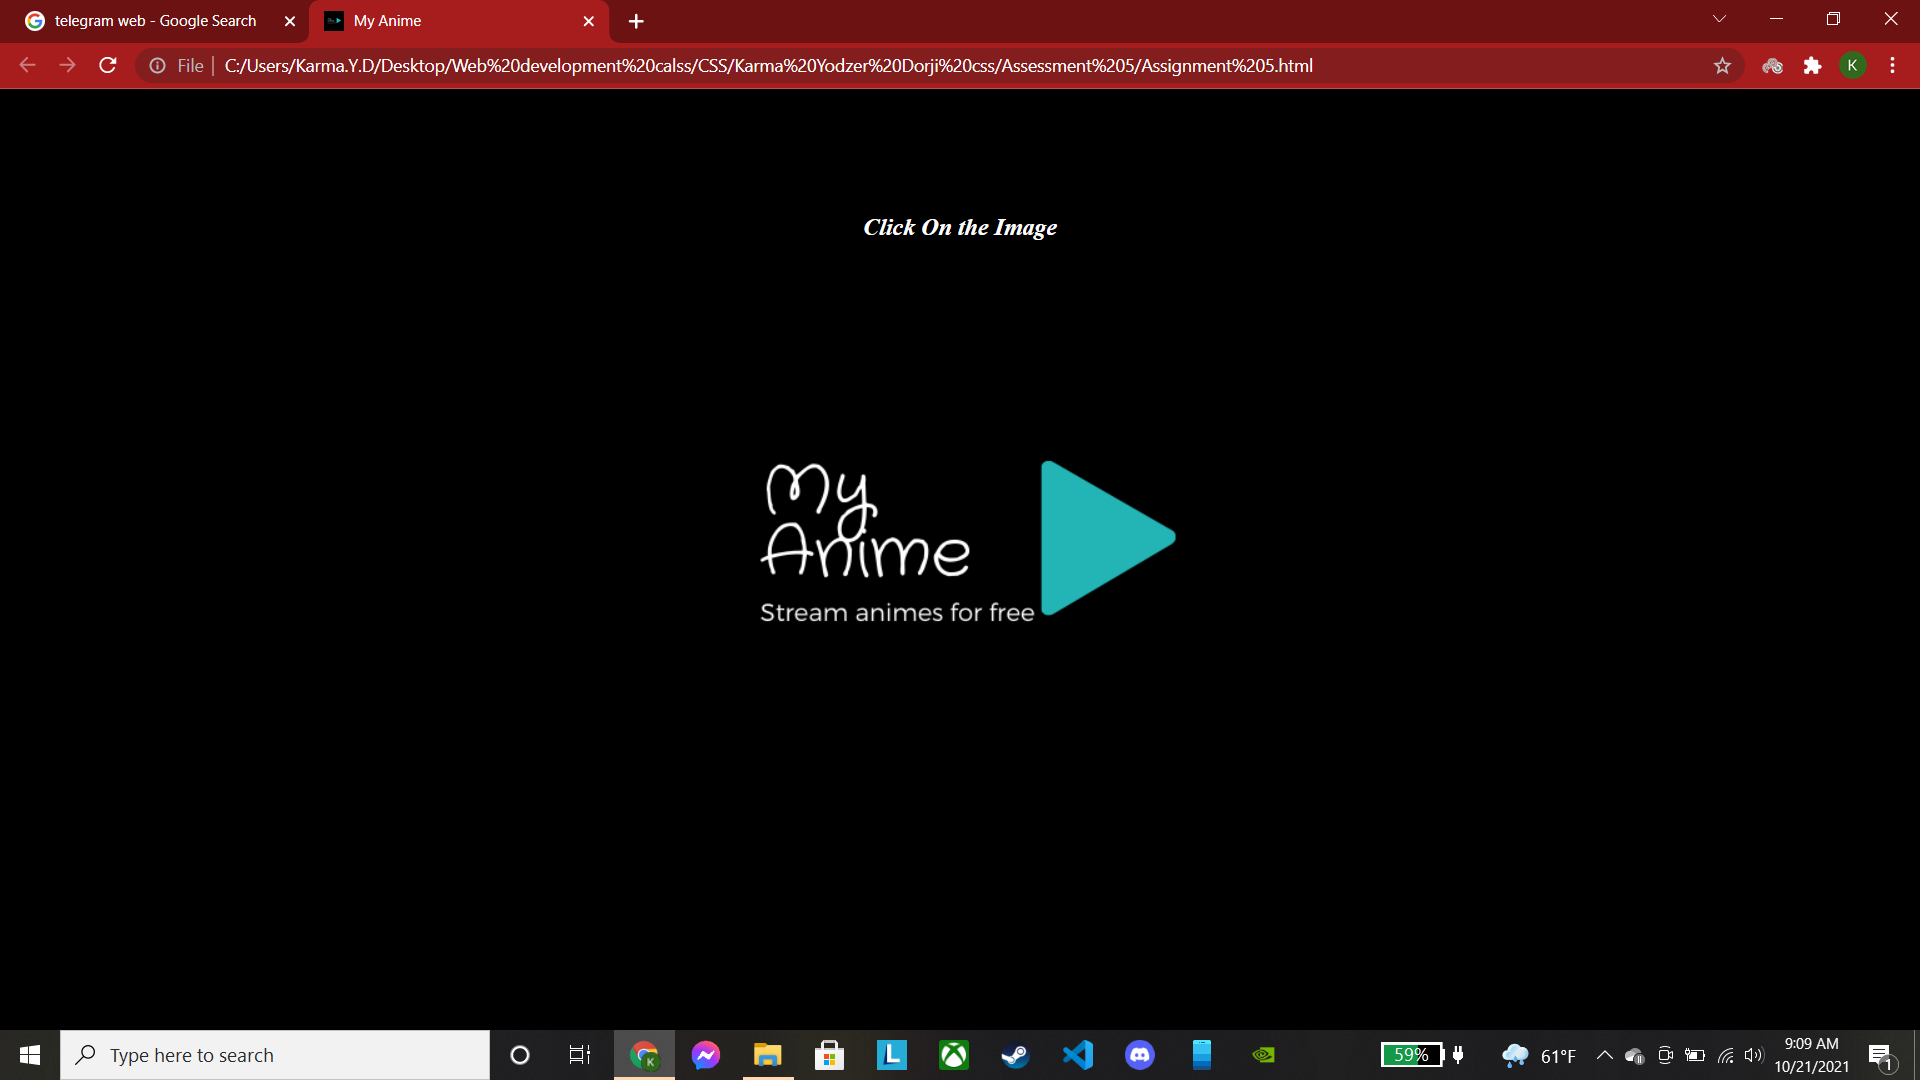 telegram web - Google Search
My Anime
File
C:/Users/Karma.Y.D/Desktop/Web%20development%20calss/CSS/Karma%20Yodzer%20Dorji%20css/Assessment%205/Assignment%205.html
K
Click On the Image
My
Anime
Stream animes for free
Type here to search
K
L
59%
61°F
9:09 AM
10/21/2021
1